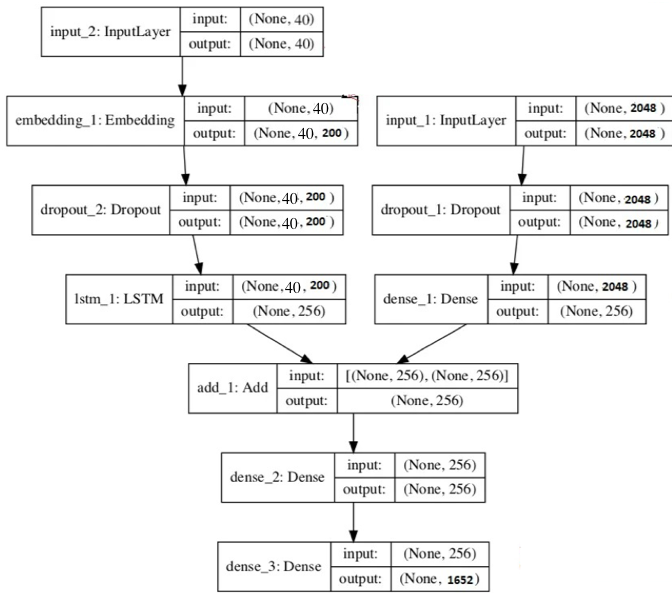 input_2: InputLayer
input: (None, 40)
output: (None, 40)
embedding_1: Embedding
input: (None, 40)
output: (None, 40, 200 )
input_1: InputLayer
input: (None, 2048 )
output: (None, 2048 )
dropout_2: Dropout
input: (None, 40, 200 )
output: (None, 40, 200 )
dropout_1: Dropout
input: (None, 2048 )
output: (None, 2048 )
lstm_1: LSTM
input: (None, 40, 200 )
output: (None, 256)
dense_1: Dense
input: (None, 2048 )
output: (None, 256)
add_1: Add
input: [(None, 256), (None, 256)]
output: (None, 256)
dense_2: Dense
input: (None, 256)
output: (None, 256)
dense_3: Dense
input: (None, 256)
output: (None, 1652 )